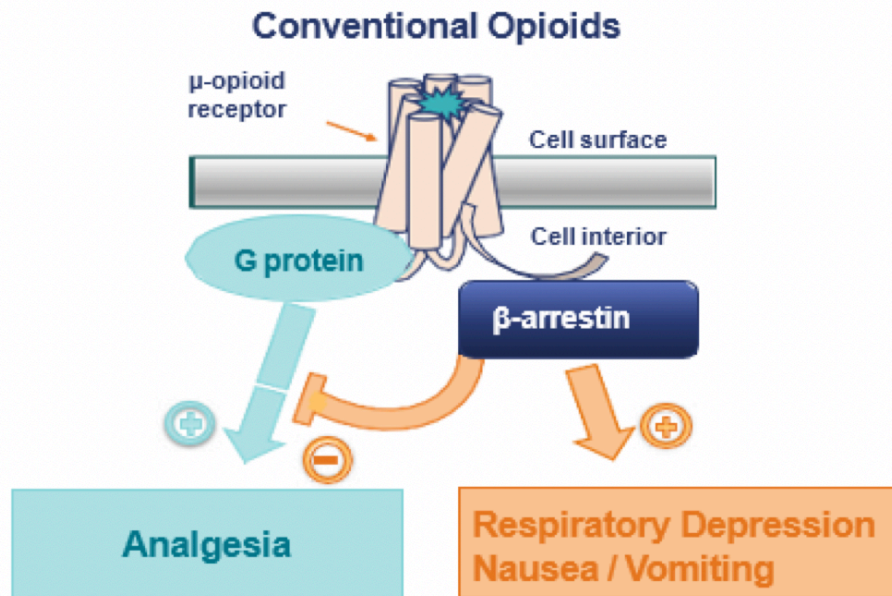 Conventional Opioids
μ-opioid
receptor
Cell surface
Cell interior
G protein
β-arrestin
+
−
+
Analgesia
Respiratory Depression
Nausea / Vomiting